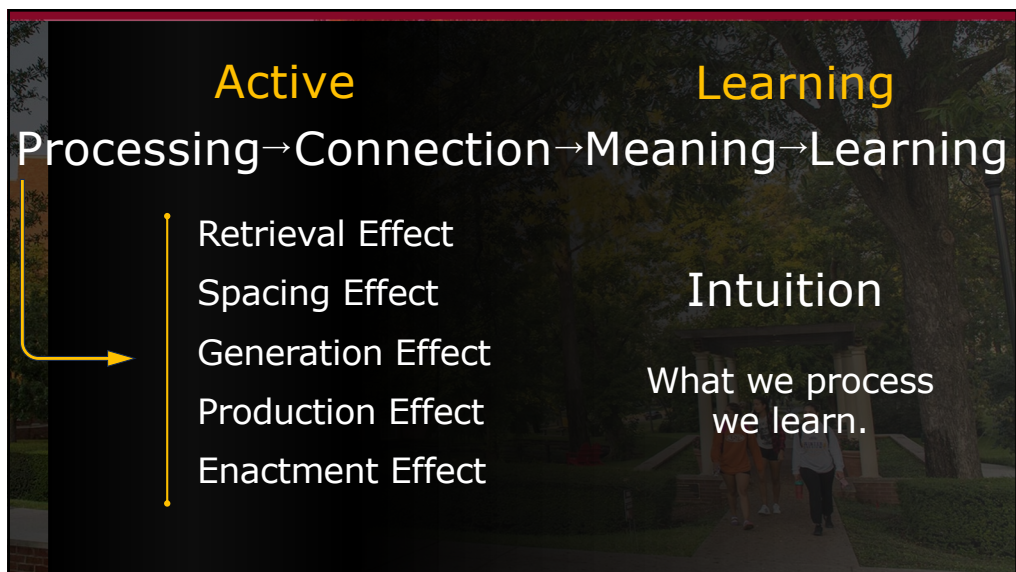 Active Learning
Processing→Connection→Meaning→Learning
Retrieval Effect
Spacing Effect
Generation Effect
Production Effect
Enactment Effect
Intuition
What we process
we learn.